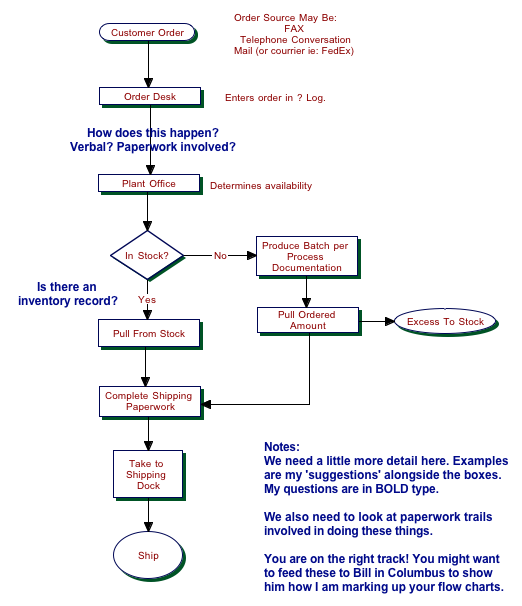 Customer Order
Order Source May Be:
FAX
Telephone Conversation
Mail (or courrier ie: FedEx)
Order Desk
Enters order in ? Log.
How does this happen?
Verbal? Paperwork involved?
Plant Office
Determines availability
In Stock?
No
Produce Batch per
Process
Documentation
Is there an
inventory record?
Yes
Pull From Stock
Pull Ordered
Amount
Excess To Stock
Complete Shipping
Paperwork
Take to
Shipping
Dock
Ship
Notes:
We need a little more detail here. Examples
are my 'suggestions' alongside the boxes.
My questions are in BOLD type.
We also need to look at paperwork trails
involved in doing these things.
You are on the right track! You might want
to feed these to Bill in Columbus to show
him how I am marking up your flow charts.